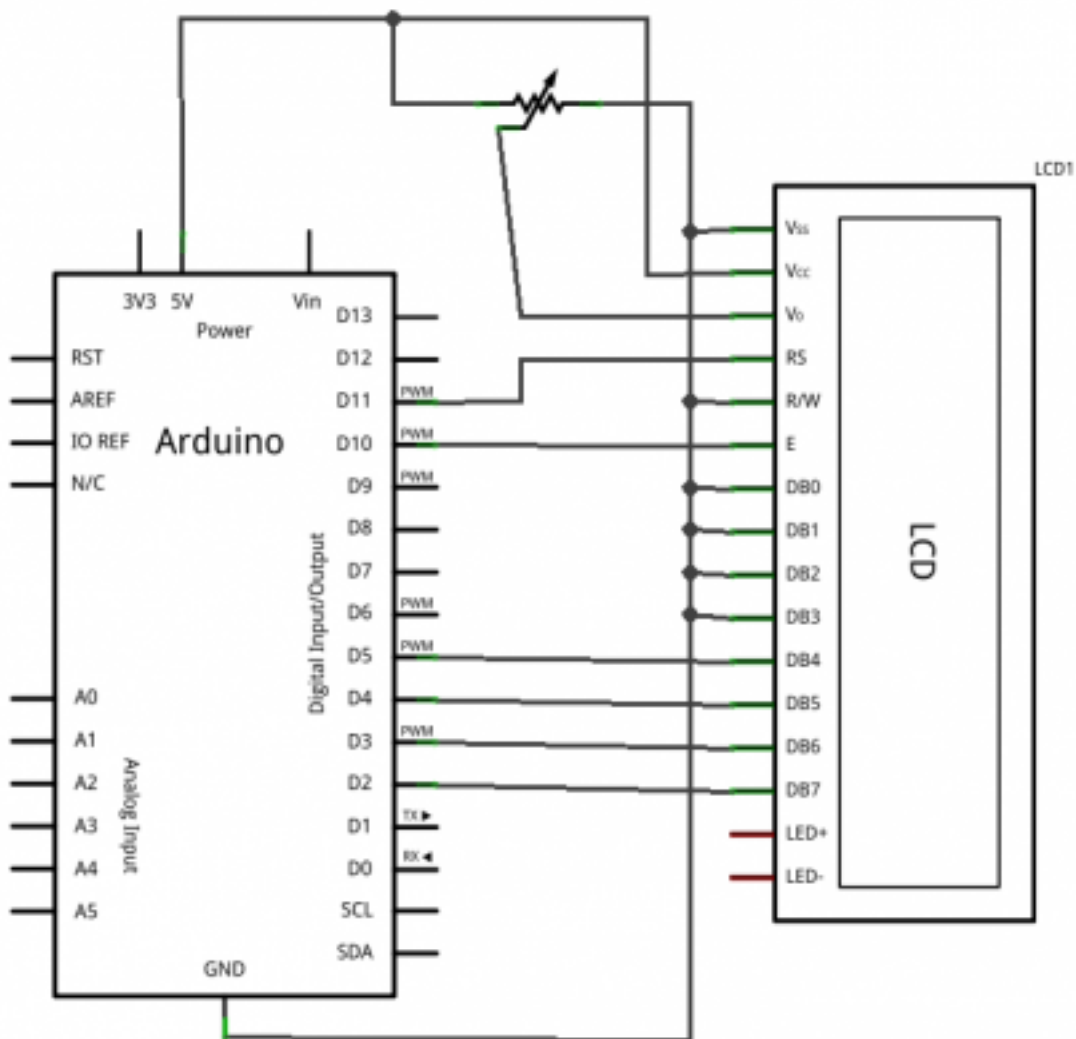 LCD1
3V3 5V Vin
Power
RST
AREF
IO REF
N/C
Arduino
A0
A1
A2
A3
A4
A5
Analog Input
Digital Input/Output
D13
D12
D11 PWM
D10 PWM
D9 PWM
D8
D7
D6 PWM
D5 PWM
D4
D3 PWM
D2
D1 TX
D0 RX
SCL
SDA
GND
Vss
Vcc
V0
RS
R/W
E
DB0
DB1
DB2
DB3
DB4
DB5
DB6
DB7
LED+
LED-
LCD